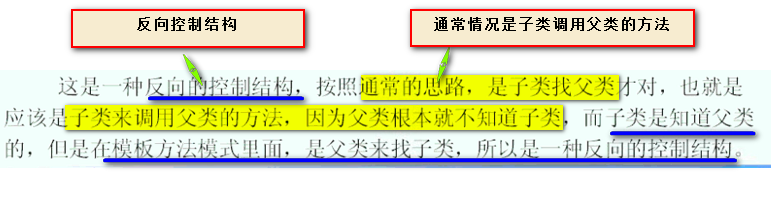 反向控制结构
通常情况是子类调用父类的方法
这是一种反向的控制结构，按照通常的思路，是子类找父类才对，也就是
应该是子类来调用父类的方法，因为父类根本就不知道子类，而子类是知道父类
的，但是在模板方法模式里面，是父类来找子类，所以是一种反向的控制结构。